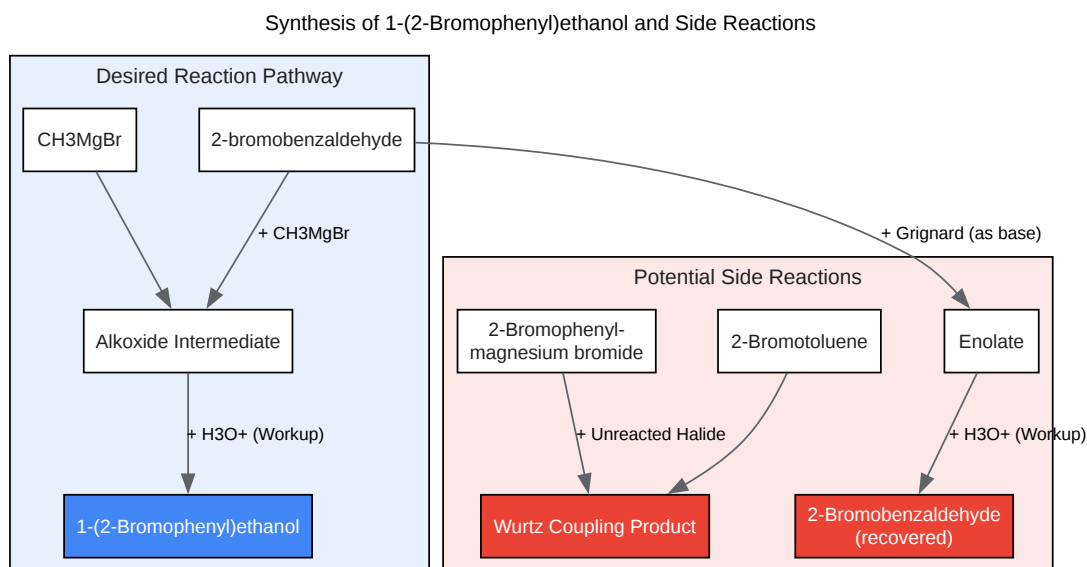 Synthesis of 1-(2-Bromophenyl)ethanol and Side Reactions
Desired Reaction Pathway
CH3MgBr
2-bromobenzaldehyde
+ CH3MgBr
Alkoxide Intermediate
+ H3O+ (Workup)
1-(2-Bromophenyl)ethanol
+ Grignard (as base)
Potential Side Reactions
2-Bromophenyl-
magnesium bromide
2-Bromotoluene
Enolate
+ Unreacted Halide
+ H3O+ (Workup)
Wurtz Coupling Product
2-Bromobenzaldehyde
(recovered)